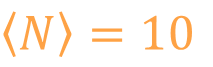 ⟨N⟩ = 10